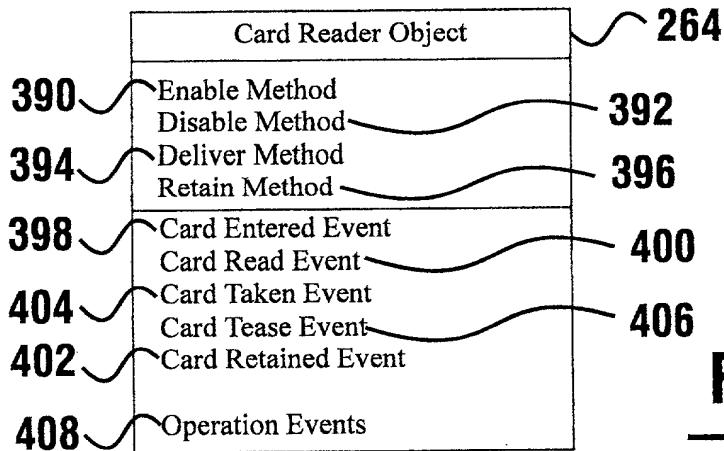 Card Reader Object 264
390 Enable Method
Disable Method 392
394 Deliver Method
Retain Method 396
398 Card Entered Event
Card Read Event 400
404 Card Taken Event
Card Tease Event 406
402 Card Retained Event
408 Operation Events